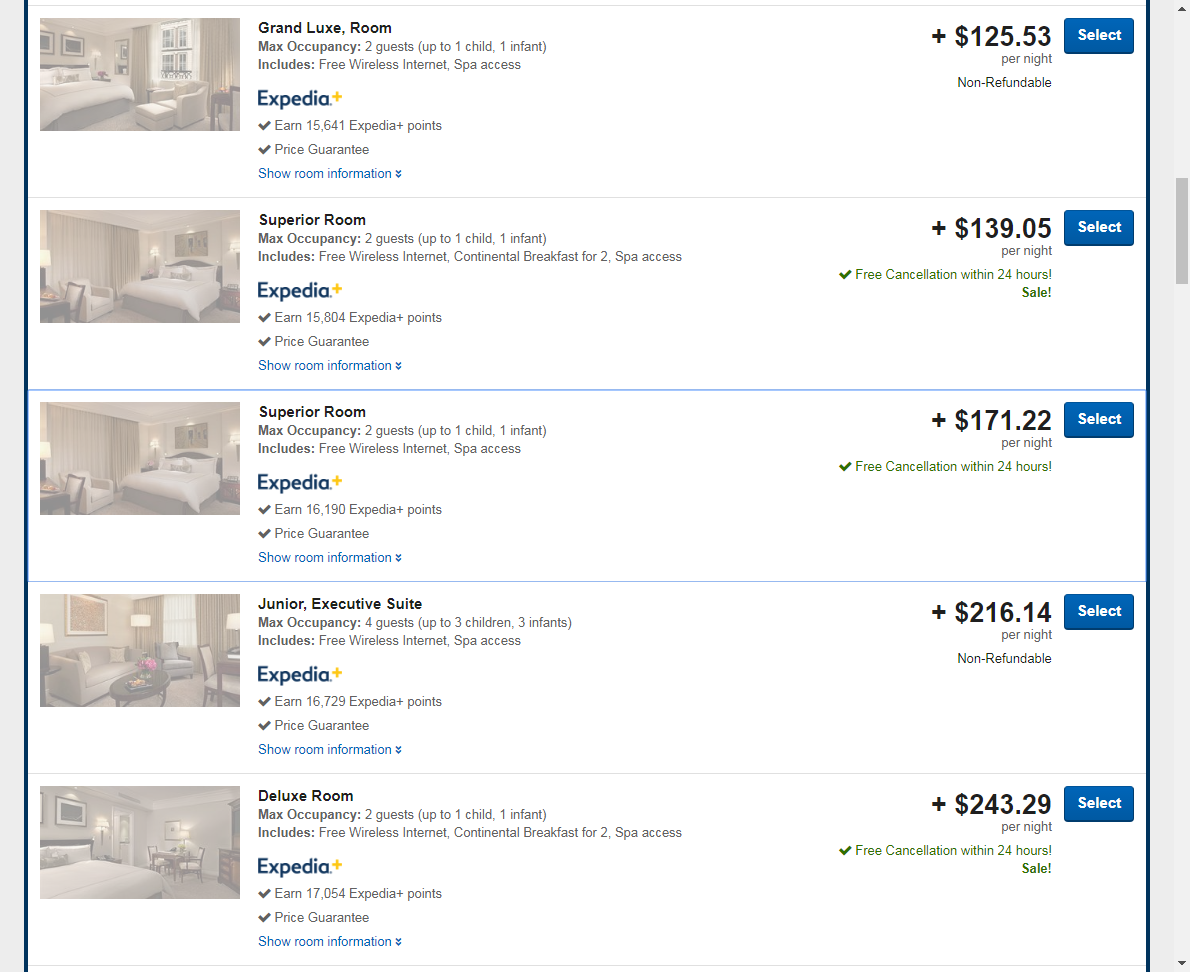 Grand Luxe, Room
Max Occupancy: 2 guests (up to 1 child, 1 infant)
Includes: Free Wireless Internet, Spa access
Expedia+
Earn 15,641 Expedia+ points
Price Guarantee
Show room information
+ $125.53
per night
Non-Refundable
Select
Superior Room
Max Occupancy: 2 guests (up to 1 child, 1 infant)
Includes: Free Wireless Internet, Continental Breakfast for 2, Spa access
Expedia+
Earn 15,804 Expedia+ points
Price Guarantee
Show room information
+ $139.05
per night
Free Cancellation within 24 hours!
Sale!
Select
Superior Room
Max Occupancy: 2 guests (up to 1 child, 1 infant)
Includes: Free Wireless Internet, Spa access
Expedia+
Earn 16,190 Expedia+ points
Price Guarantee
Show room information
+ $171.22
per night
Free Cancellation within 24 hours!
Select
Junior, Executive Suite
Max Occupancy: 4 guests (up to 3 children, 3 infants)
Includes: Free Wireless Internet, Spa access
Expedia+
Earn 16,729 Expedia+ points
Price Guarantee
Show room information
+ $216.14
per night
Non-Refundable
Select
Deluxe Room
Max Occupancy: 2 guests (up to 1 child, 1 infant)
Includes: Free Wireless Internet, Continental Breakfast for 2, Spa access
Expedia+
Earn 17,054 Expedia+ points
Price Guarantee
Show room information
+ $243.29
per night
Free Cancellation within 24 hours!
Sale!
Select